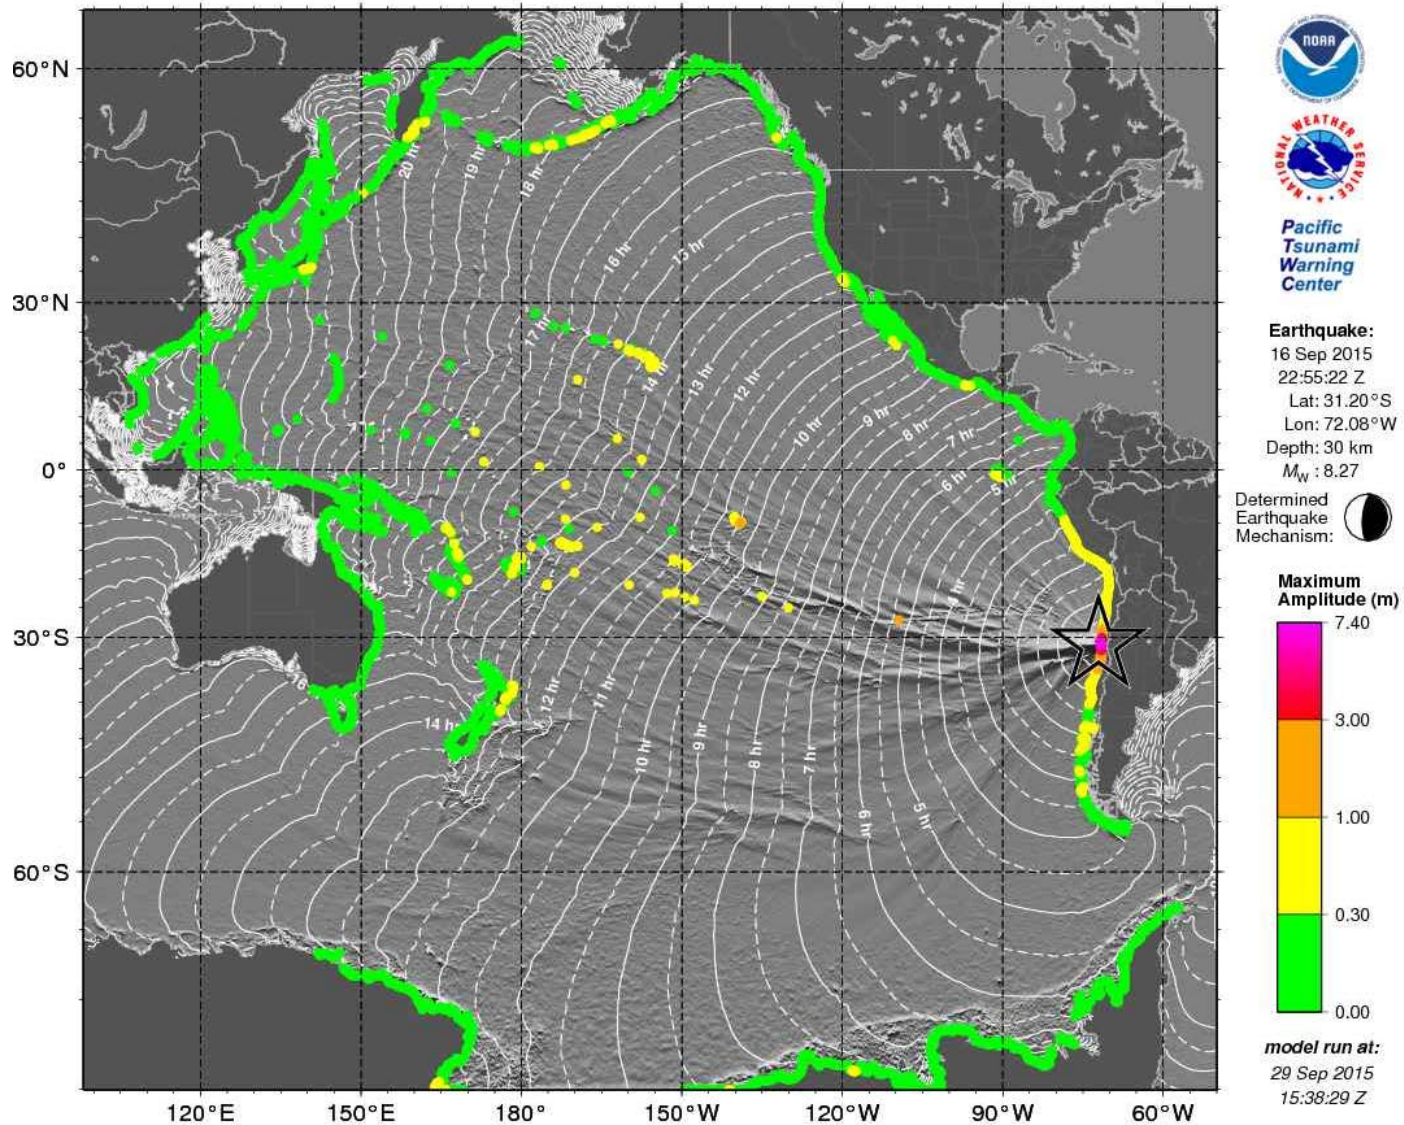 60°N
30°N
0°
30°S
60°S
120°E
150°E
180°
150°W
120°W
90°W
60°W
20 hr
19 hr
18 hr
17 hr
16 hr
15 hr
14 hr
13 hr
12 hr
10 hr
9 hr
8 hr
7 hr
6 hr
5 hr
4 hr
16
14 hr
12 hr
11 hr
10 hr
9 hr
8 hr
7 hr
6 hr
5 hr
NOAA
NATIONAL WEATHER SERVICE
Pacific
Tsunami
Warning
Center
Earthquake:
16 Sep 2015
22:55:22 Z
Lat: 31.20°S
Lon: 72.08°W
Depth: 30 km
MW : 8.27
Determined
Earthquake
Mechanism:
Maximum
Amplitude (m)
7.40
3.00
1.00
0.30
0.00
model run at:
29 Sep 2015
15:38:29 Z